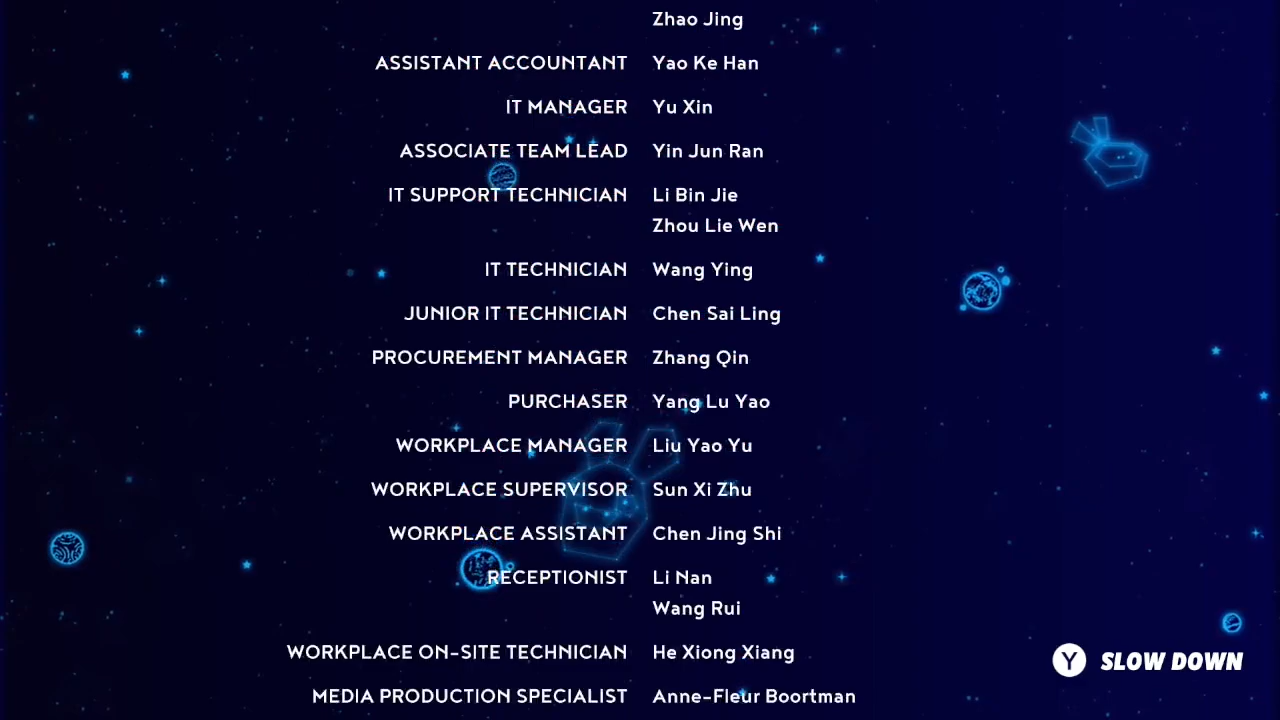 Zhao Jing
ASSISTANT ACCOUNTANT Yao Ke Han
IT MANAGER Yu Xin
ASSOCIATE TEAM LEAD Yin Jun Ran
IT SUPPORT TECHNICIAN Li Bin Jie
Zhou Lie Wen
IT TECHNICIAN Wang Ying
JUNIOR IT TECHNICIAN Chen Sai Ling
PROCUREMENT MANAGER Zhang Qin
PURCHASER Yang Lu Yao
WORKPLACE MANAGER Liu Yao Yu
WORKPLACE SUPERVISOR Sun Xi Zhu
WORKPLACE ASSISTANT Chen Jing Shi
RECEPTIONIST Li Nan
Wang Rui
WORKPLACE ON-SITE TECHNICIAN He Xiong Xiang
Y SLOW DOWN
MEDIA PRODUCTION SPECIALIST Anne-Fleur Boortman